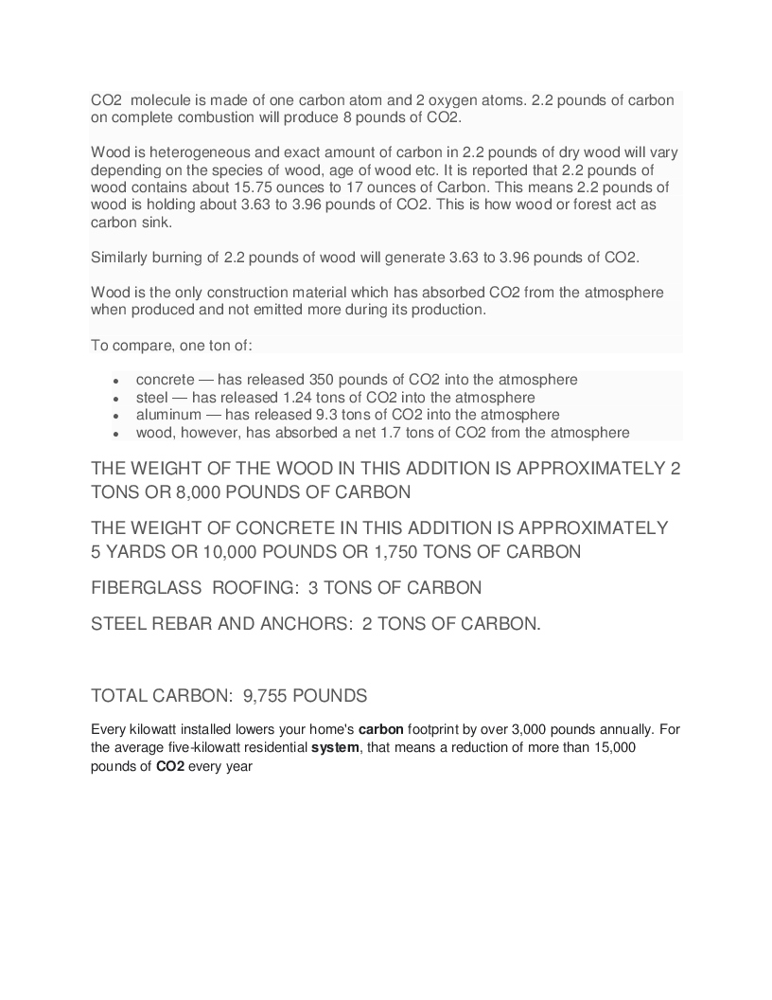 CO2  molecule is made of one carbon atom and 2 oxygen atoms. 2.2 pounds of carbon
on complete combustion will produce 8 pounds of CO2.
Wood is heterogeneous and exact amount of carbon in 2.2 pounds of dry wood will vary
depending on the species of wood, age of wood etc. It is reported that 2.2 pounds of
wood contains about 15.75 ounces to 17 ounces of Carbon. This means 2.2 pounds of
wood is holding about 3.63 to 3.96 pounds of CO2. This is how wood or forest act as
carbon sink.
Similarly burning of 2.2 pounds of wood will generate 3.63 to 3.96 pounds of CO2.
Wood is the only construction material which has absorbed CO2 from the atmosphere
when produced and not emitted more during its production.
To compare, one ton of:
• concrete — has released 350 pounds of CO2 into the atmosphere
• steel — has released 1.24 tons of CO2 into the atmosphere
• aluminum — has released 9.3 tons of CO2 into the atmosphere
• wood, however, has absorbed a net 1.7 tons of CO2 from the atmosphere
THE WEIGHT OF THE WOOD IN THIS ADDITION IS APPROXIMATELY 2
TONS OR 8,000 POUNDS OF CARBON
THE WEIGHT OF CONCRETE IN THIS ADDITION IS APPROXIMATELY
5 YARDS OR 10,000 POUNDS OR 1,750 TONS OF CARBON
FIBERGLASS  ROOFING:  3 TONS OF CARBON
STEEL REBAR AND ANCHORS:  2 TONS OF CARBON.
TOTAL CARBON:  9,755 POUNDS
Every kilowatt installed lowers your home's carbon footprint by over 3,000 pounds annually. For
the average five-kilowatt residential system, that means a reduction of more than 15,000
pounds of CO2 every year